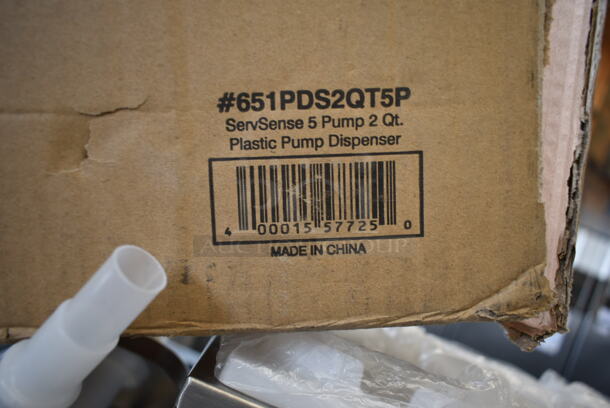 #651PDS2QT5P
ServSense 5 Pump 2 Qt.
Plastic Pump Dispenser
4 00015 57725 0
MADE IN CHINA